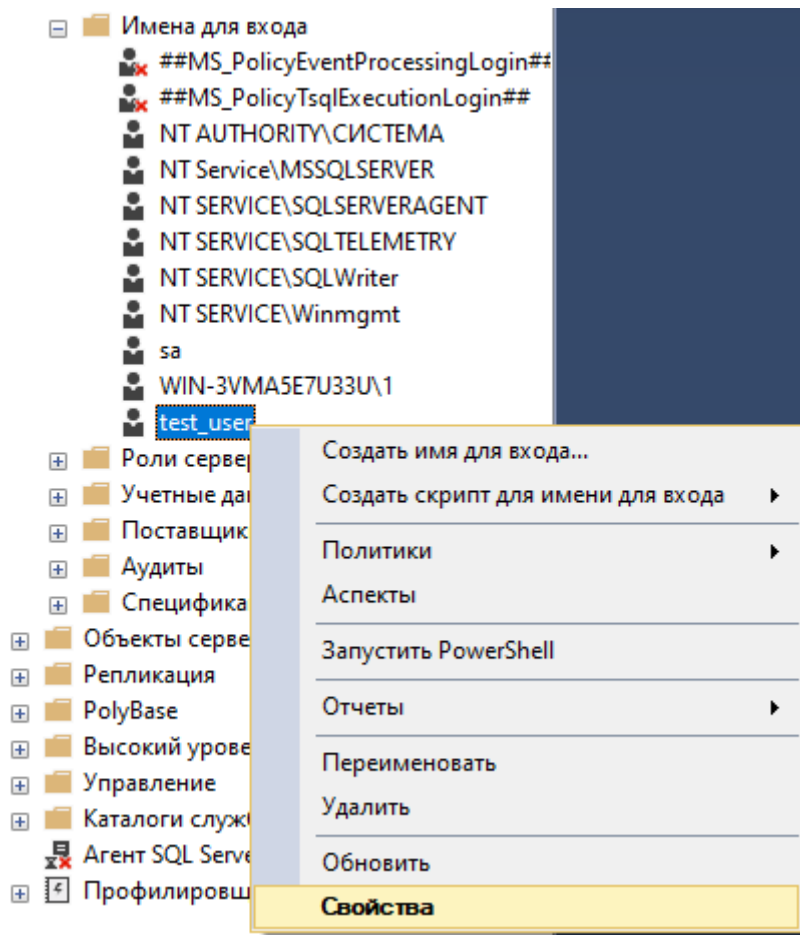 Имена для входа
##MS_PolicyEventProcessingLogin##
##MS_PolicyTsqlExecutionLogin##
NT AUTHORITY\СИСТЕМА
NT Service\MSSQLSERVER
NT SERVICE\SQLSERVERAGENT
NT SERVICE\SQLTELEMETRY
NT SERVICE\SQLWriter
NT SERVICE\Winmgmt
sa
WIN-3VMA5E7U33U\1
test_user
Роли серве
Учетные да
Поставщик
Аудиты
Специфика
Объекты серве
Репликация
PolyBase
Высокий урове
Управление
Каталоги служ
Агент SQL Serve
Профилировщ
Создать имя для входа...
Создать скрипт для имени для входа
Политики
Аспекты
Запустить PowerShell
Отчеты
Переименовать
Удалить
Обновить
Свойства